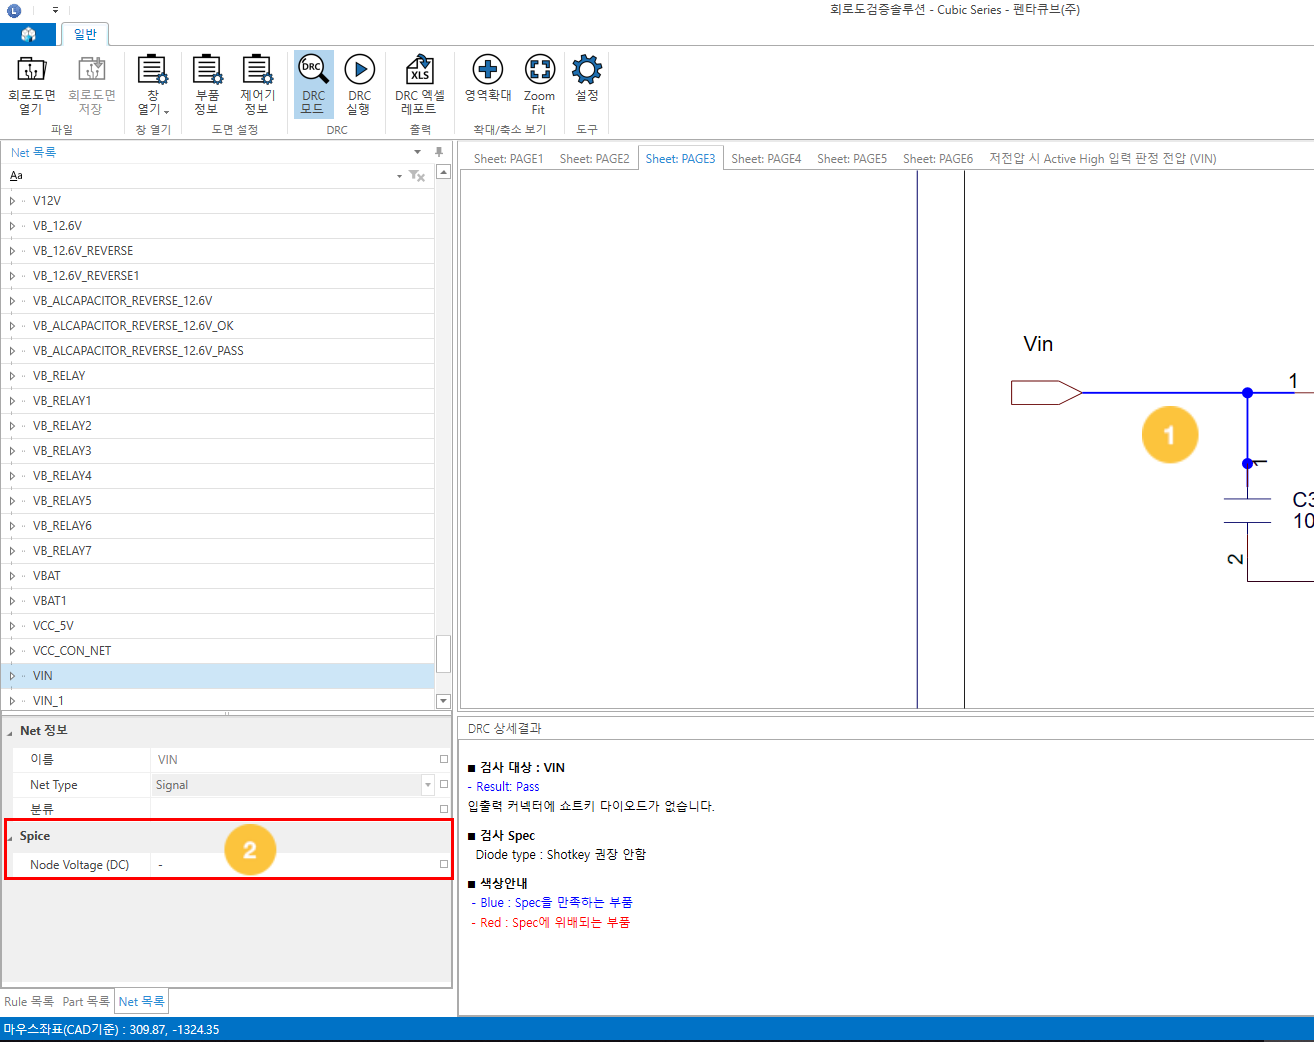 L
회로도검증솔루션 - Cubic Series - 펜타큐브(주)
일반
회로도면 열기
회로도면 저장
창 열기
부품 정보
제어기 정보
DRC
DRC 모드
DRC 실행
XLS
DRC 엑셀 레포트
영역확대
Zoom Fit
설정
파일
창 열기
도면 설정
DRC
출력
확대/축소 보기
도구
Net 목록
Aa
V12V
VB_12.6V
VB_12.6V_REVERSE
VB_12.6V_REVERSE1
VB_ALCAPACITOR_REVERSE_12.6V
VB_ALCAPACITOR_REVERSE_12.6V_OK
VB_ALCAPACITOR_REVERSE_12.6V_PASS
VB_RELAY
VB_RELAY1
VB_RELAY2
VB_RELAY3
VB_RELAY4
VB_RELAY5
VB_RELAY6
VB_RELAY7
VBAT
VBAT1
VCC_5V
VCC_CON_NET
VIN
VIN_1
Net 정보
이름 VIN
Net Type Signal
분류
Spice
2
Node Voltage (DC) -
Rule 목록 Part 목록 Net 목록
Sheet: PAGE1 Sheet: PAGE2 Sheet: PAGE3 Sheet: PAGE4 Sheet: PAGE5 Sheet: PAGE6 저전압 시 Active High 입력 판정 전압 (VIN)
Vin
1
1
1
C3
10
2
DRC 상세결과
■ 검사 대상 : VIN
- Result: Pass
입출력 커넥터에 쇼트키 다이오드가 없습니다.
■ 검사 Spec
Diode type : Shotkey 권장 안함
■ 색상안내
- Blue : Spec을 만족하는 부품
- Red : Spec에 위배되는 부품
마우스좌표(CAD기준) : 309.87, -1324.35